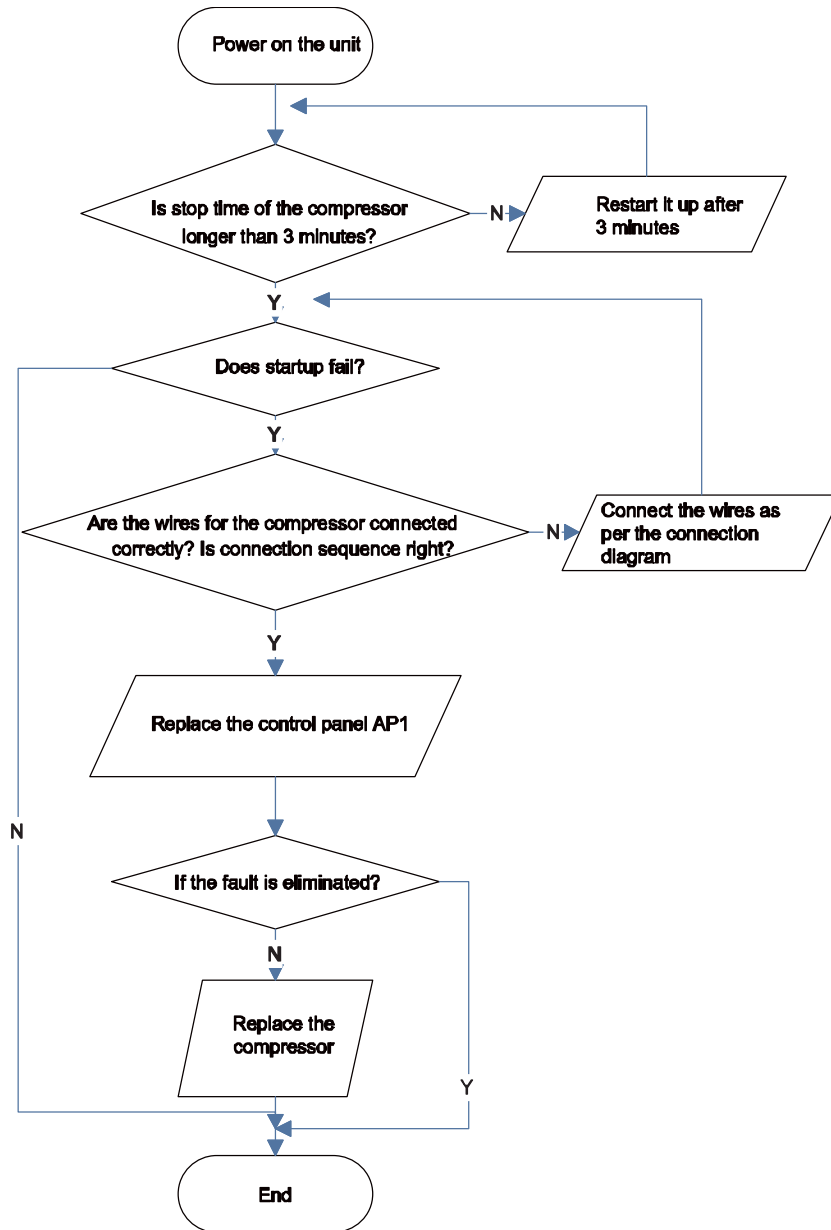 Power on the unit
Is stop time of the compressor
longer than 3 minutes?
N
Restart it up after
3 minutes
Y
Does startup fail?
Y
Are the wires for the compressor connected
correctly? Is connection sequence right?
N
Connect the wires as
per the connection
diagram
Y
Replace the control panel AP1
N
If the fault is eliminated?
N
Replace the
compressor
Y
End